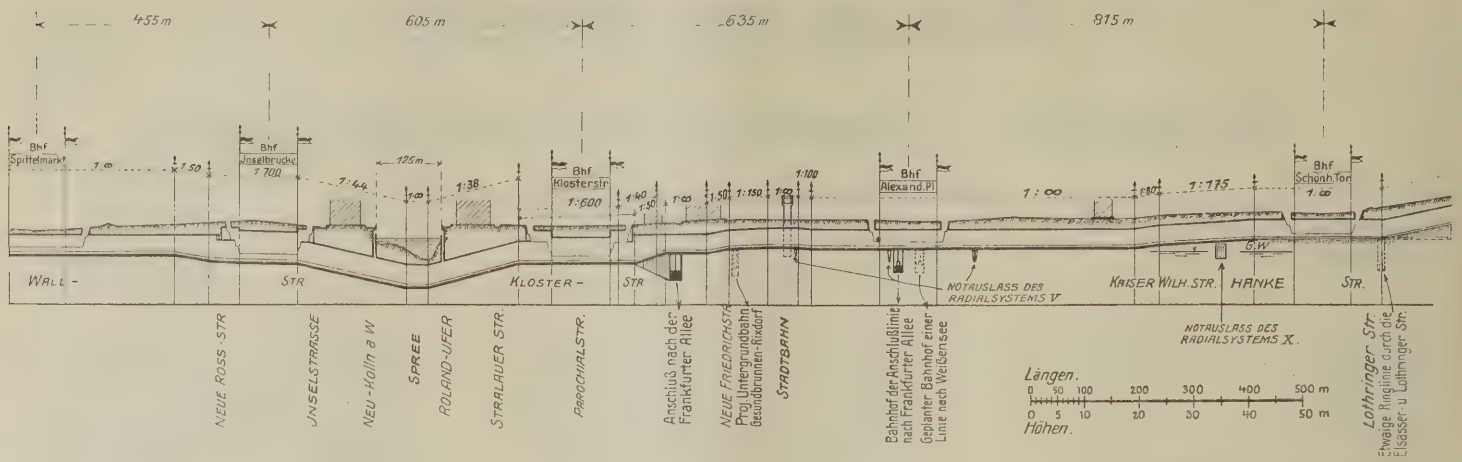 455 m
605 m
635 m
815 m
Bhf
Spittelmarkt
Bhf
Jnselbrücke
1:700
Bhf
Klosterstr
1:600
Bhf
Alexand. Pl
Bhf
Schönh. Tor
1:∞
1:∞
1:50
1:44
125 m
1:∞
1:38
1:40
1:50
1:∞
1:50
1:150
1:∞
1:100
1:∞
1:175
G.W
WALL -
STR
KLOSTER -
STR
NOTAUSLASS DES
RADIALSYSTEMS V
KAISER WILH. STR.
HANKE
STR.
NOTAUSLASS DES
RADIALSYSTEMS X.
NEUE ROSS-STR
JNSELSTRASSE
NEU-KÖLLN a W
SPREE
ROLAND-UFER
STRALAUER STR.
PAROCHIALSTR.
Anschluß nach der
Frankfurter Allee
NEUE FRIEDRICHSTR
Proj. Untergrundbahn
Gesundbrunnen-Rixdorf
STADTBAHN
Bahnhof der Anschlußlinie
nach Frankfurter Allee
Geplanter Bahnhof einer
Linie nach Weißensee
Lothringer Str.
Etwaige Ringlinie durch die
Elsasser- u Lothringer Str.
Längen.
0 50 100 200 300 400 500 m
0 5 10 20 30 40 50 m
Höhen.